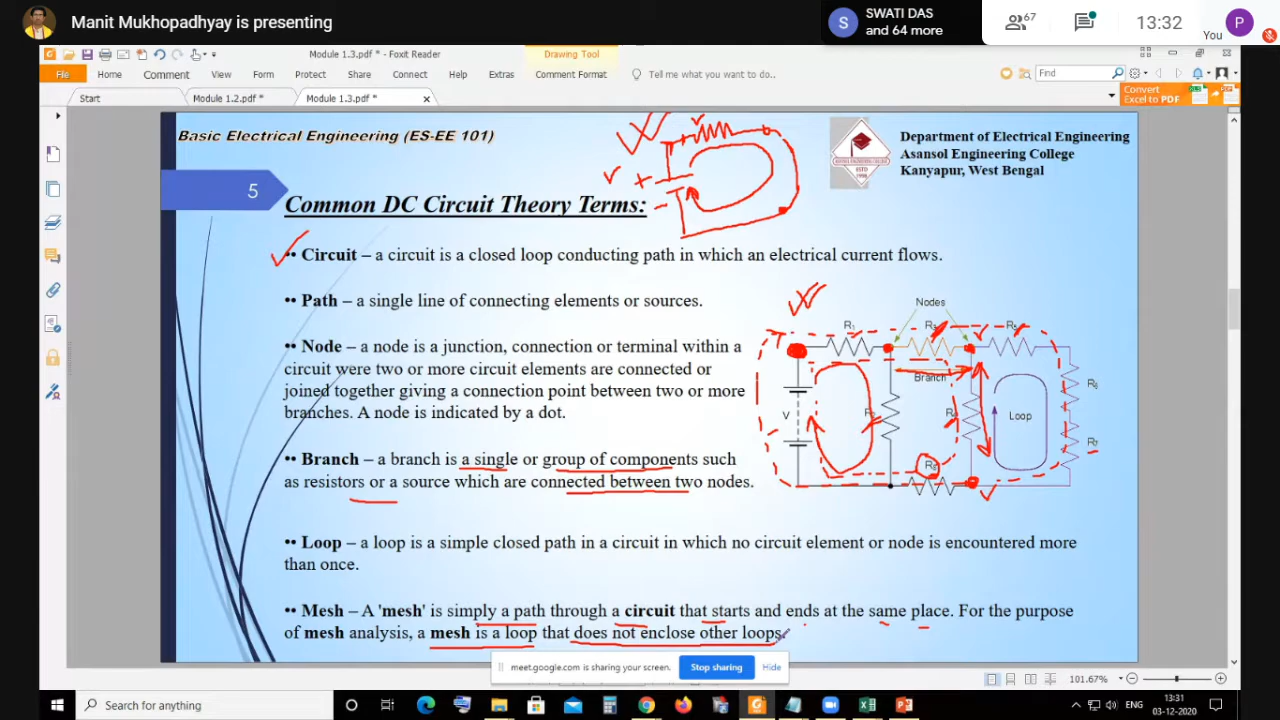 Manit Mukhopadhyay is presenting
S
SWATI DAS
and 64 more
67
13:32
You
P
Module 1.3.pdf * - Foxit Reader
Drawing Tool
File
Home
Comment
View
Form
Protect
Share
Connect
Help
Extras
Comment Format
Tell me what you want to do..
Find
Start
Module 1.2.pdf *
Module 1.3.pdf *
Convert
Excel to PDF
Basic Electrical Engineering (ES-EE 101)
Department of Electrical Engineering
Asansol Engineering College
Kanyapur, West Bengal
5
Common DC Circuit Theory Terms:
•• Circuit – a circuit is a closed loop conducting path in which an electrical current flows.
•• Path – a single line of connecting elements or sources.
•• Node – a node is a junction, connection or terminal within a
circuit were two or more circuit elements are connected or
joined together giving a connection point between two or more
branches. A node is indicated by a dot.
•• Branch – a branch is a single or group of components such
as resistors or a source which are connected between two nodes.
•• Loop – a loop is a simple closed path in a circuit in which no circuit element or node is encountered more
than once.
•• Mesh – A 'mesh' is simply a path through a circuit that starts and ends at the same place. For the purpose
of mesh analysis, a mesh is a loop that does not enclose other loops.
Nodes
R1
Branch
V
Loop
R6
R7
meet.google.com is sharing your screen.
Stop sharing
Hide
101.67%
Search for anything
ENG
13:31
03-12-2020